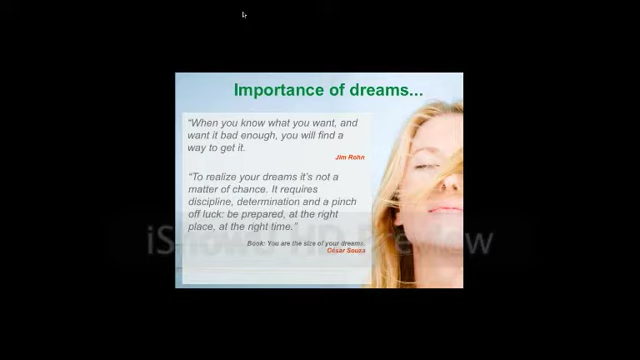 Importance of dreams...
“When you know what you want, and
want it bad enough, you will find a
way to get it.
Jim Rohn
“To realize your dreams it’s not a
matter of chance. It requires
discipline, determination and a pinch
off luck: be prepared, at the right
place, at the right time.”
Book: You are the size of your dreams.
César Souza
iShowU HD Preview